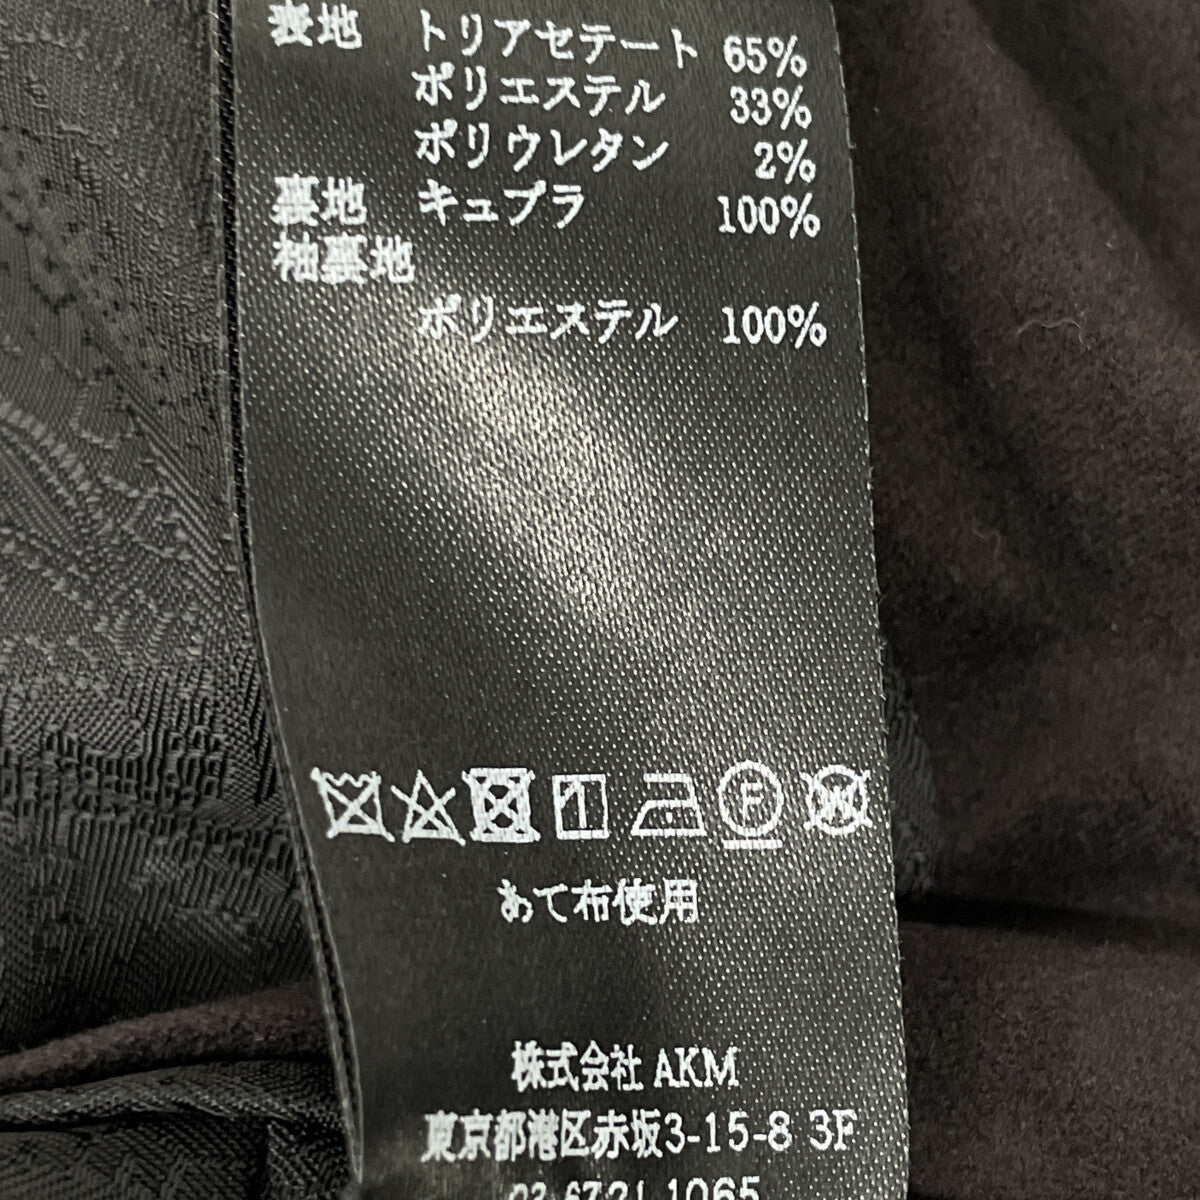 表地 トリアセテート 65%
ポリエステル 33%
ポリウレタン 2%
裏地 キュプラ 100%
袖裏地
ポリエステル 100%
F W
あて布使用
株式会社 AKM
東京都港区赤坂3-15-8 3F
03-6721-1065